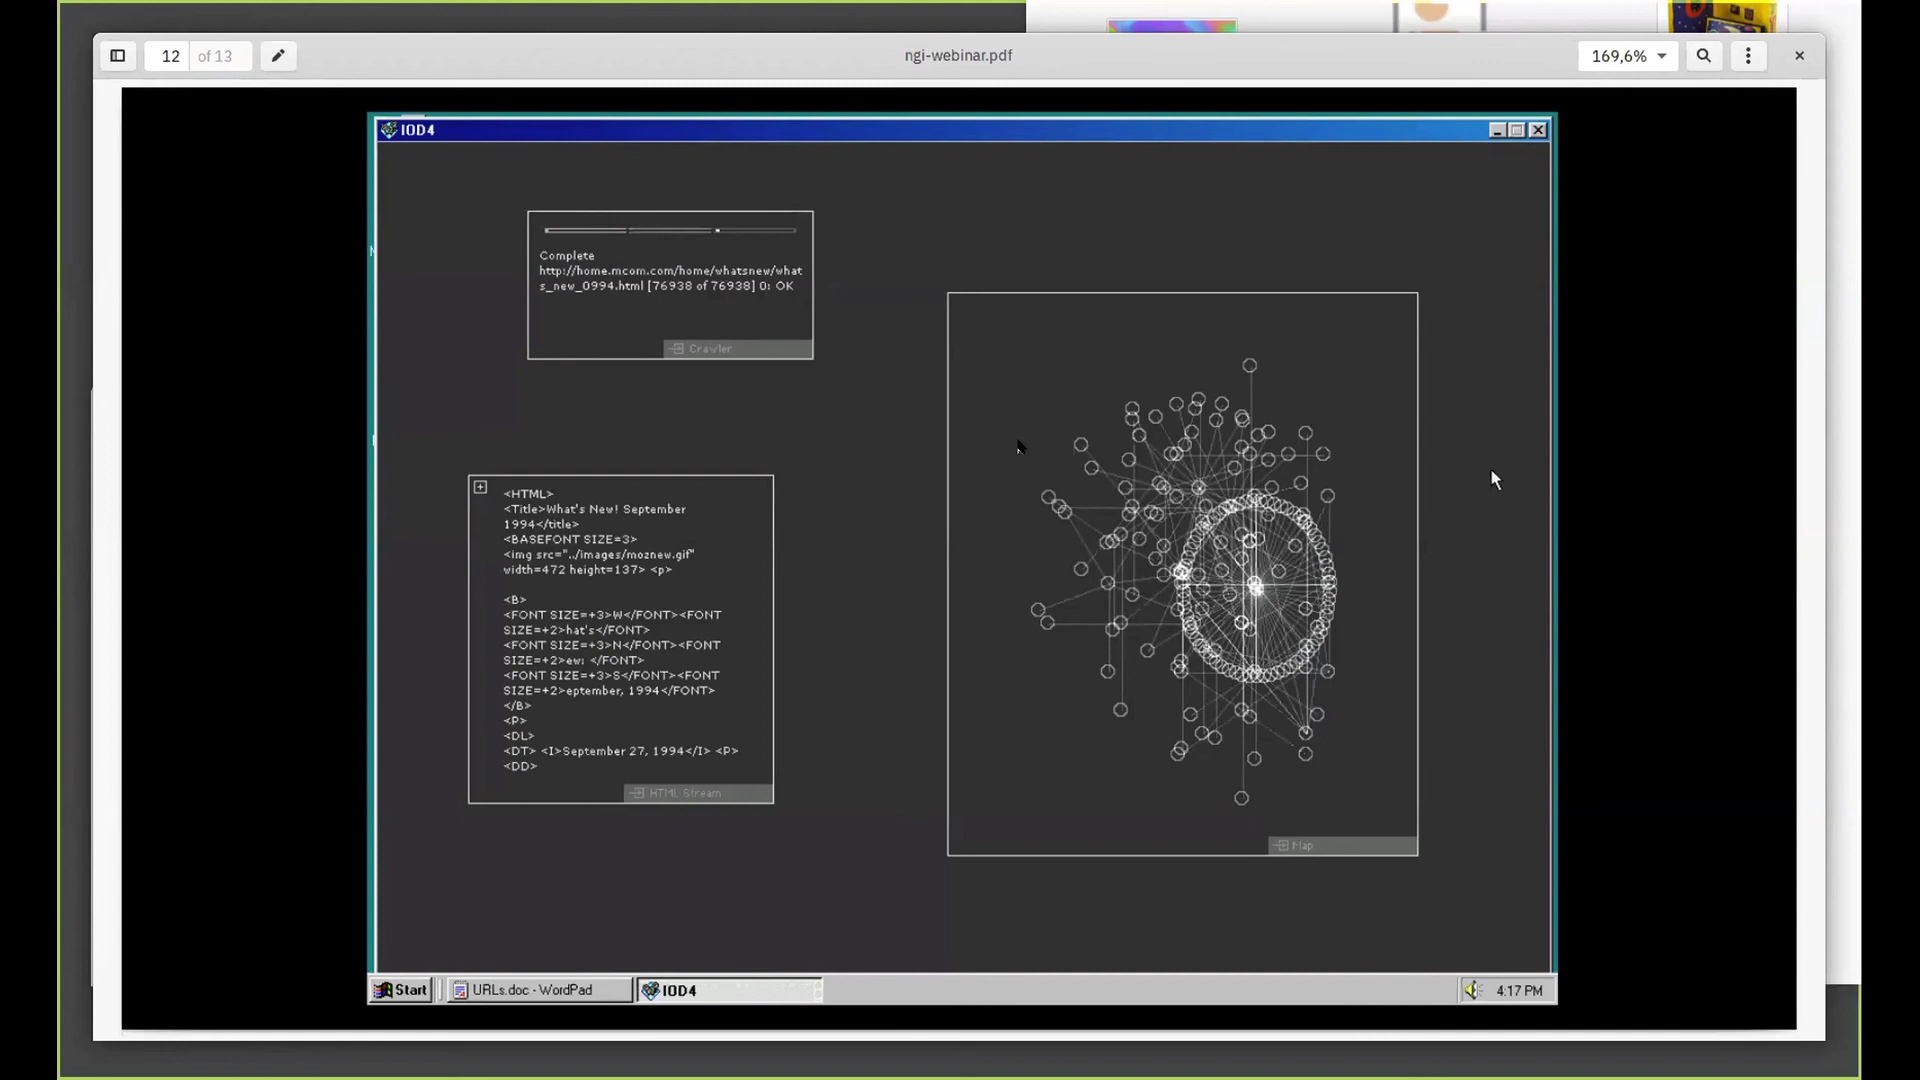 12 of 13
ngi-webinar.pdf
169,6%
IOD4
Complete
http://home.mcom.com/home/whatsnew/what
s_new_0994.html [76938 of 76938] 0: OK
Crawler
<HTML>
<Title>What's New! September
1994</title>
<BASEFONT SIZE=3>
<img src="../images/moznew.gif"
width=472 height=137> <p>
<B>
<FONT SIZE=+3>W</FONT><FONT
SIZE=+2>hat's</FONT>
<FONT SIZE=+3>N</FONT><FONT
SIZE=+2>ew: </FONT>
<FONT SIZE=+3>S</FONT><FONT
SIZE=+2>eptember, 1994</FONT>
</B>
<P>
<DL>
<DT> <I>September 27, 1994</I> <P>
<DD>
HTML Stream
Map
Start
URLs.doc - WordPad
IOD4
4:17 PM